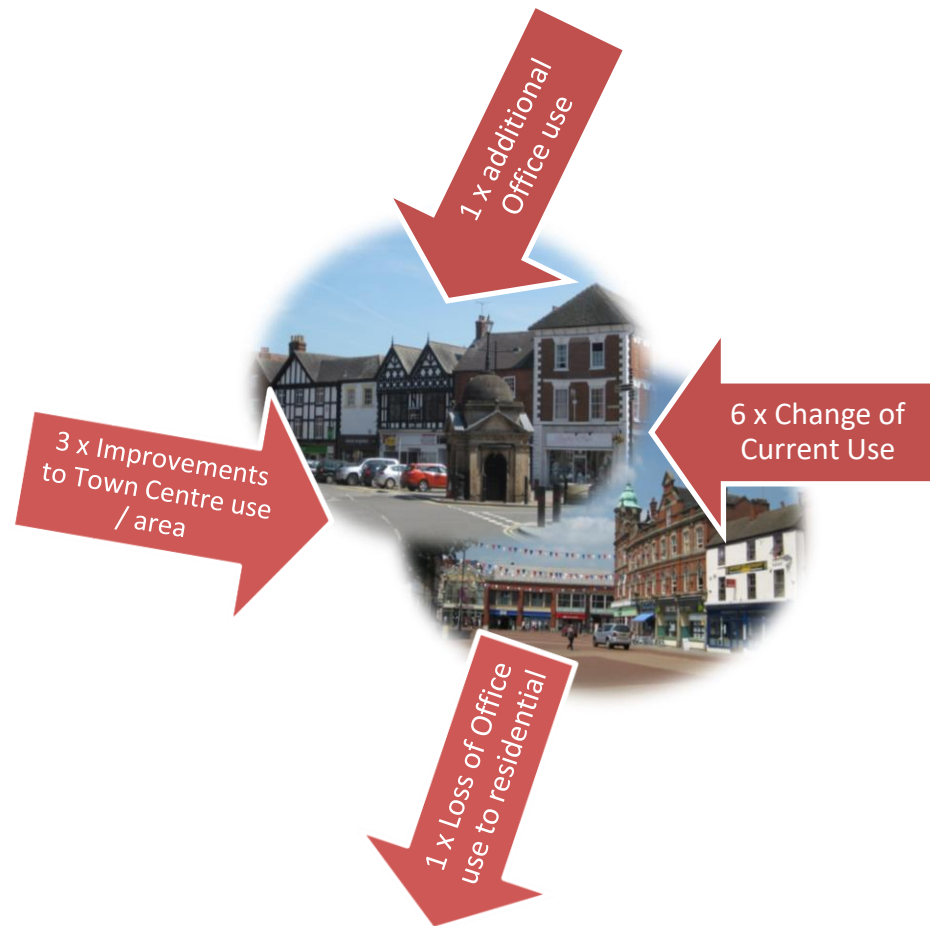 1 x additional
Office use
6 x Change of
Current Use
3 x Improvements
to Town Centre use
/ area
1 x Loss of Office
use to residential